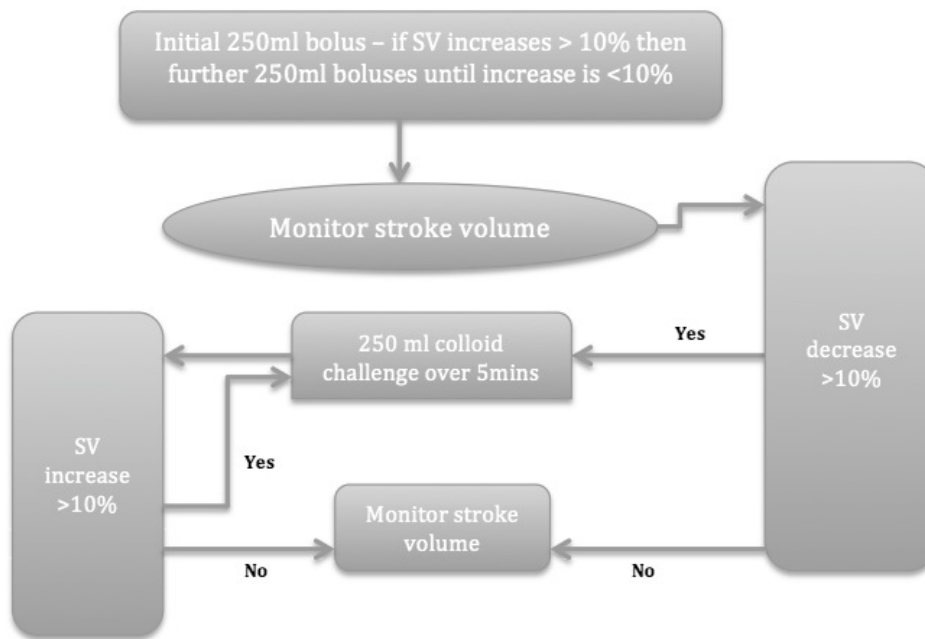 Initial 250ml bolus – if SV increases > 10% then
further 250ml boluses until increase is <10%
Monitor stroke volume
SV
decrease
>10%
Yes
250 ml colloid
challenge over 5mins
SV
increase
>10%
Yes
Monitor stroke
volume
No
No